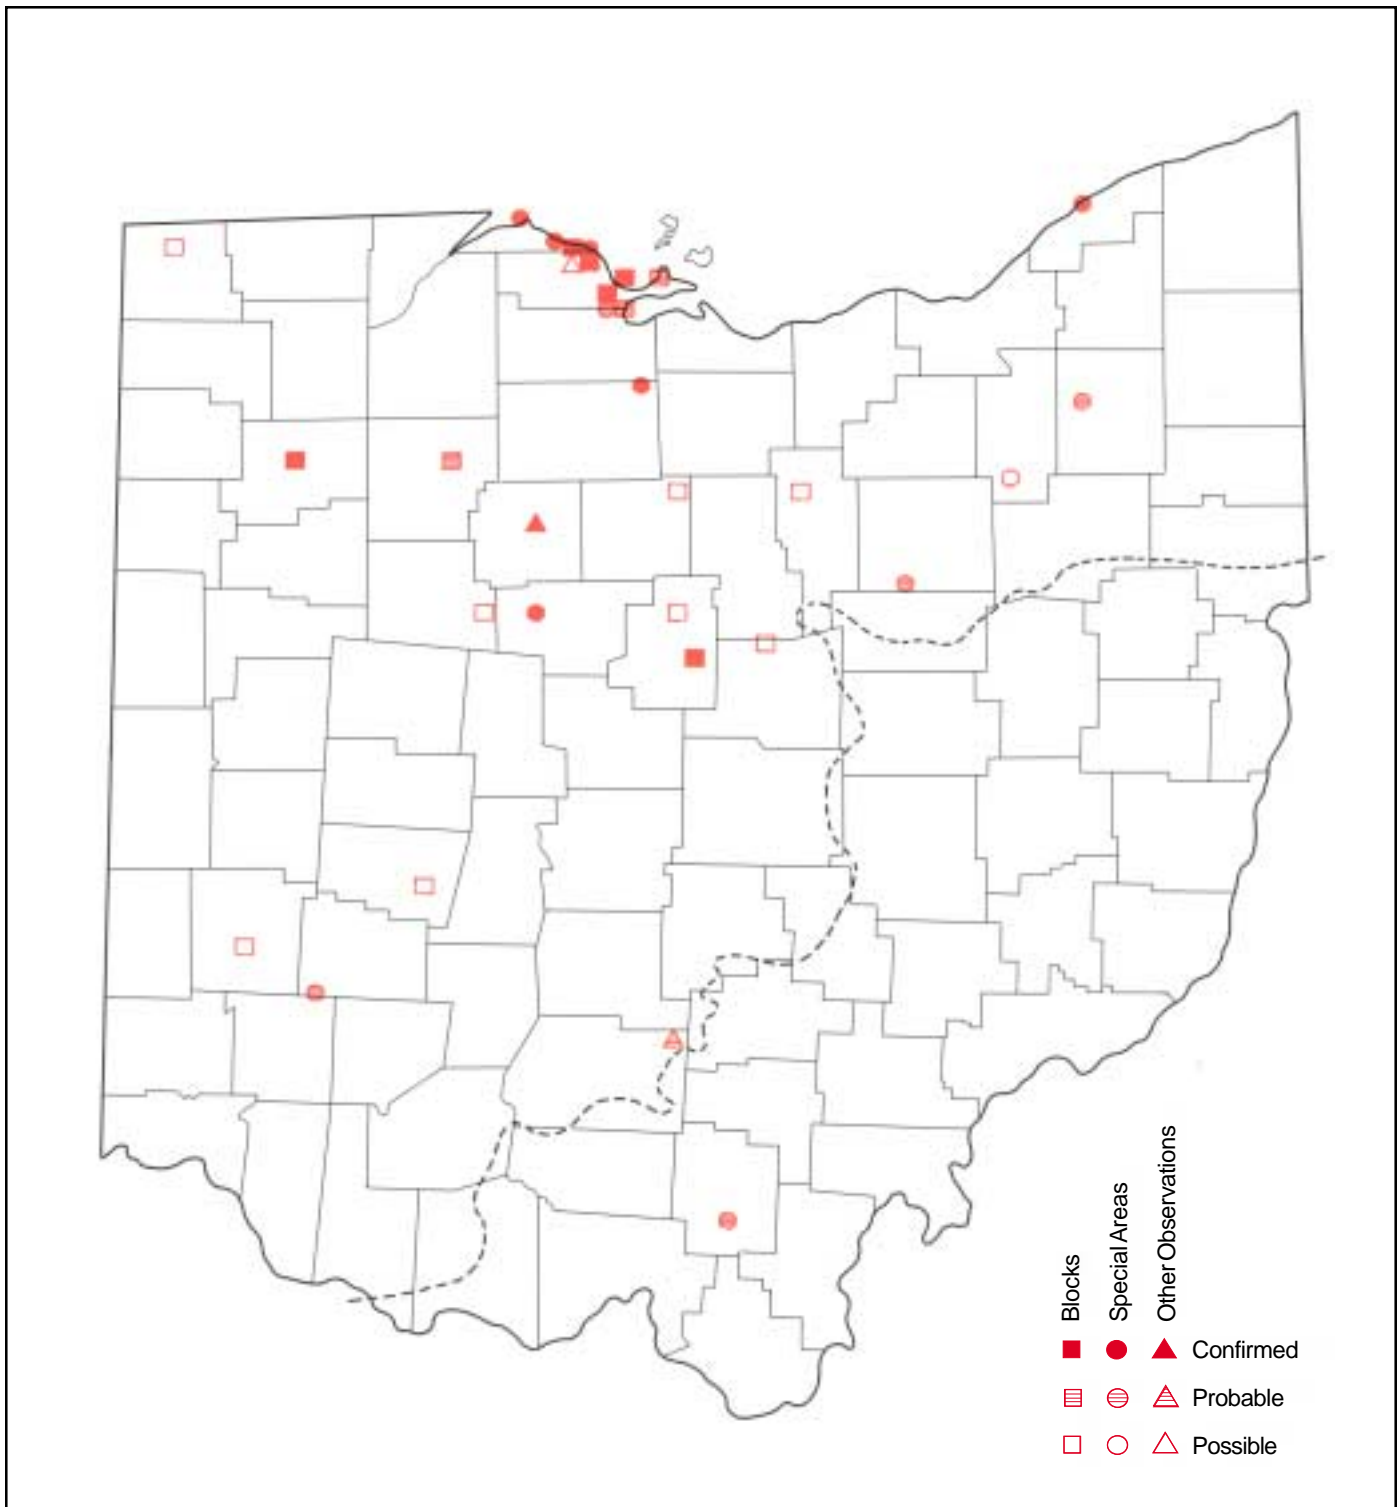 Blocks
Special Areas
Other Observations
Confirmed
Probable
Possible